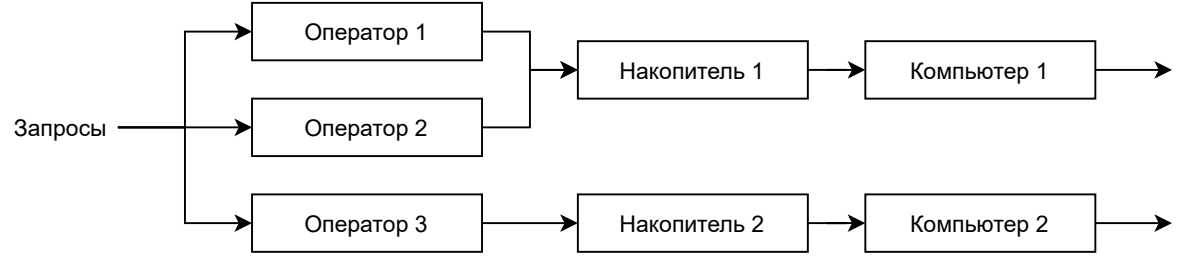 Оператор 1
Накопитель 1
Компьютер 1
Запросы
Оператор 2
Оператор 3
Накопитель 2
Компьютер 2